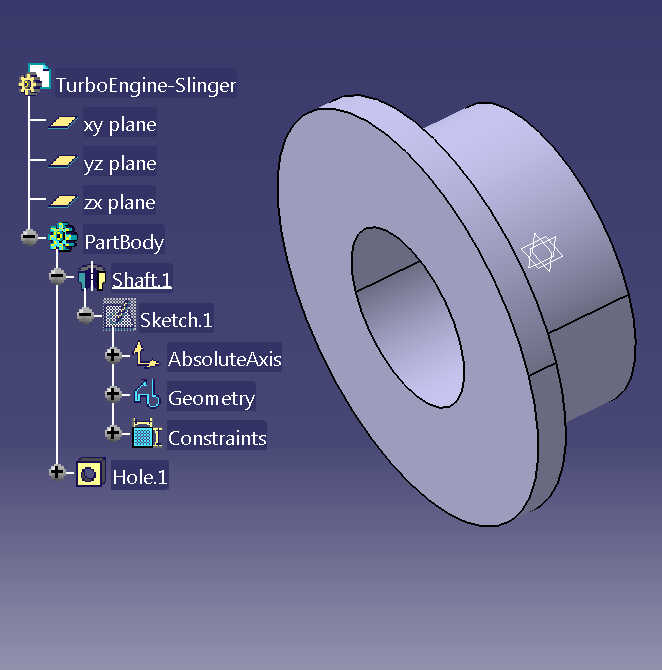 TurboEngine-Slinger
xy plane
yz plane
zx plane
PartBody
Shaft.1
Sketch.1
AbsoluteAxis
Geometry
Constraints
Hole.1